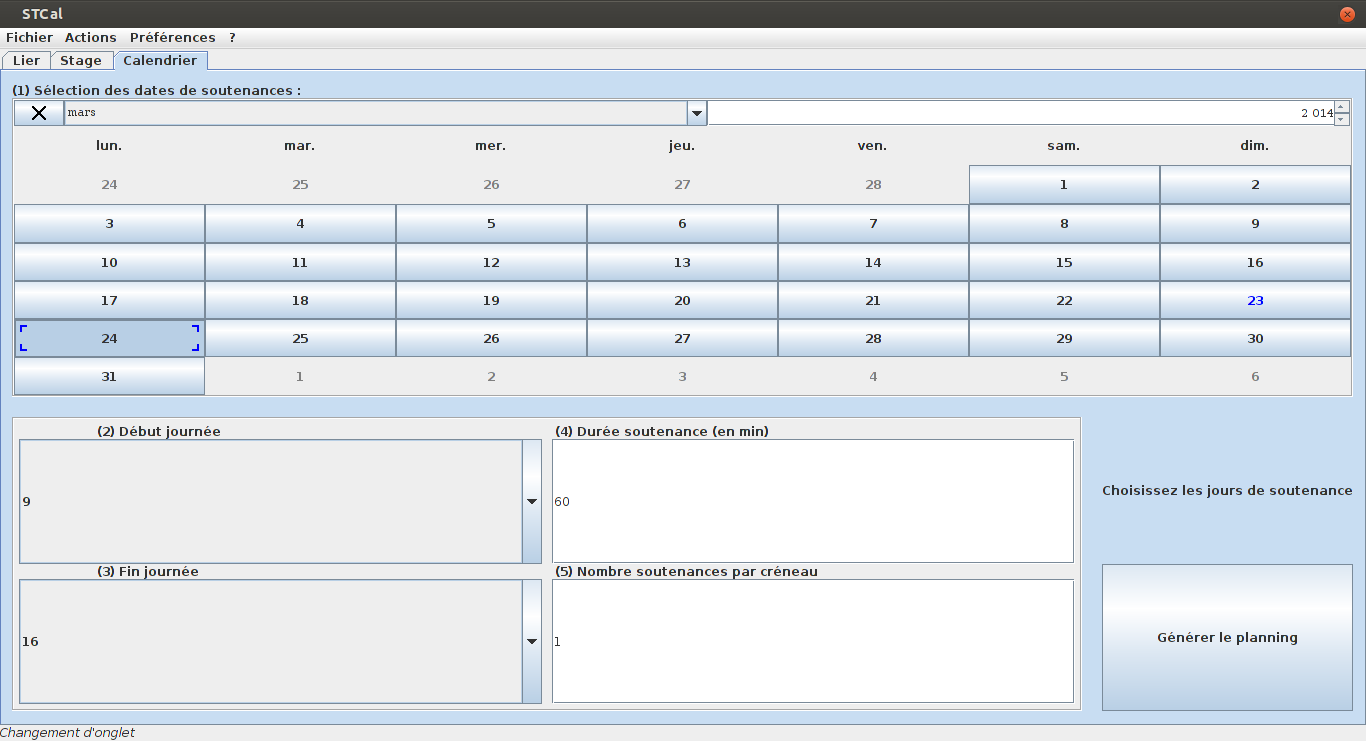 STCal
Fichier Actions Préférences ?
Lier Stage Calendrier
(1) Sélection des dates de soutenances :
mars 2 014
lun. mar. mer. jeu. ven. sam. dim.
24 25 26 27 28 1 2
3 4 5 6 7 8 9
10 11 12 13 14 15 16
17 18 19 20 21 22 23
24 25 26 27 28 29 30
31 1 2 3 4 5 6
(2) Début journée (4) Durée soutenance (en min)
Choisissez les jours de soutenance
9 60
(3) Fin journée (5) Nombre soutenances par créneau
16 1 Générer le planning
Changement d'onglet